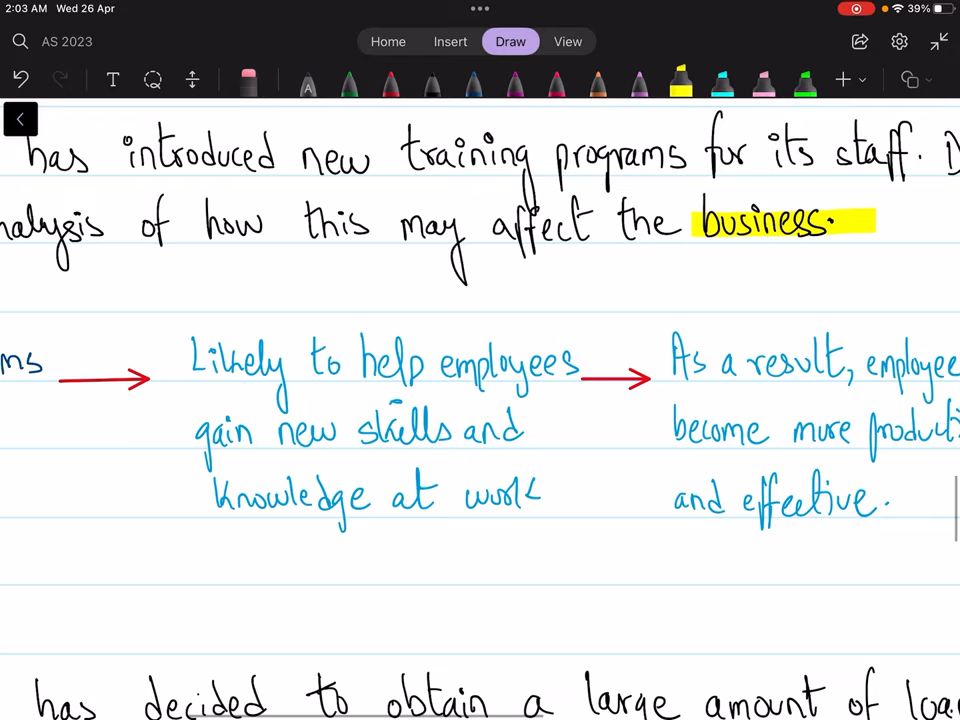 2:03 AM Wed 26 Apr
39%
AS 2023
Home Insert Draw View
T
A
has introduced new training programs for its staff. D
nalysis of how this may affect the business.
ms
Likely to help employees
gain new skills and
knowledge at work
As a result, employee
become more producti
and effective.
has decided to obtain a large amount of loa